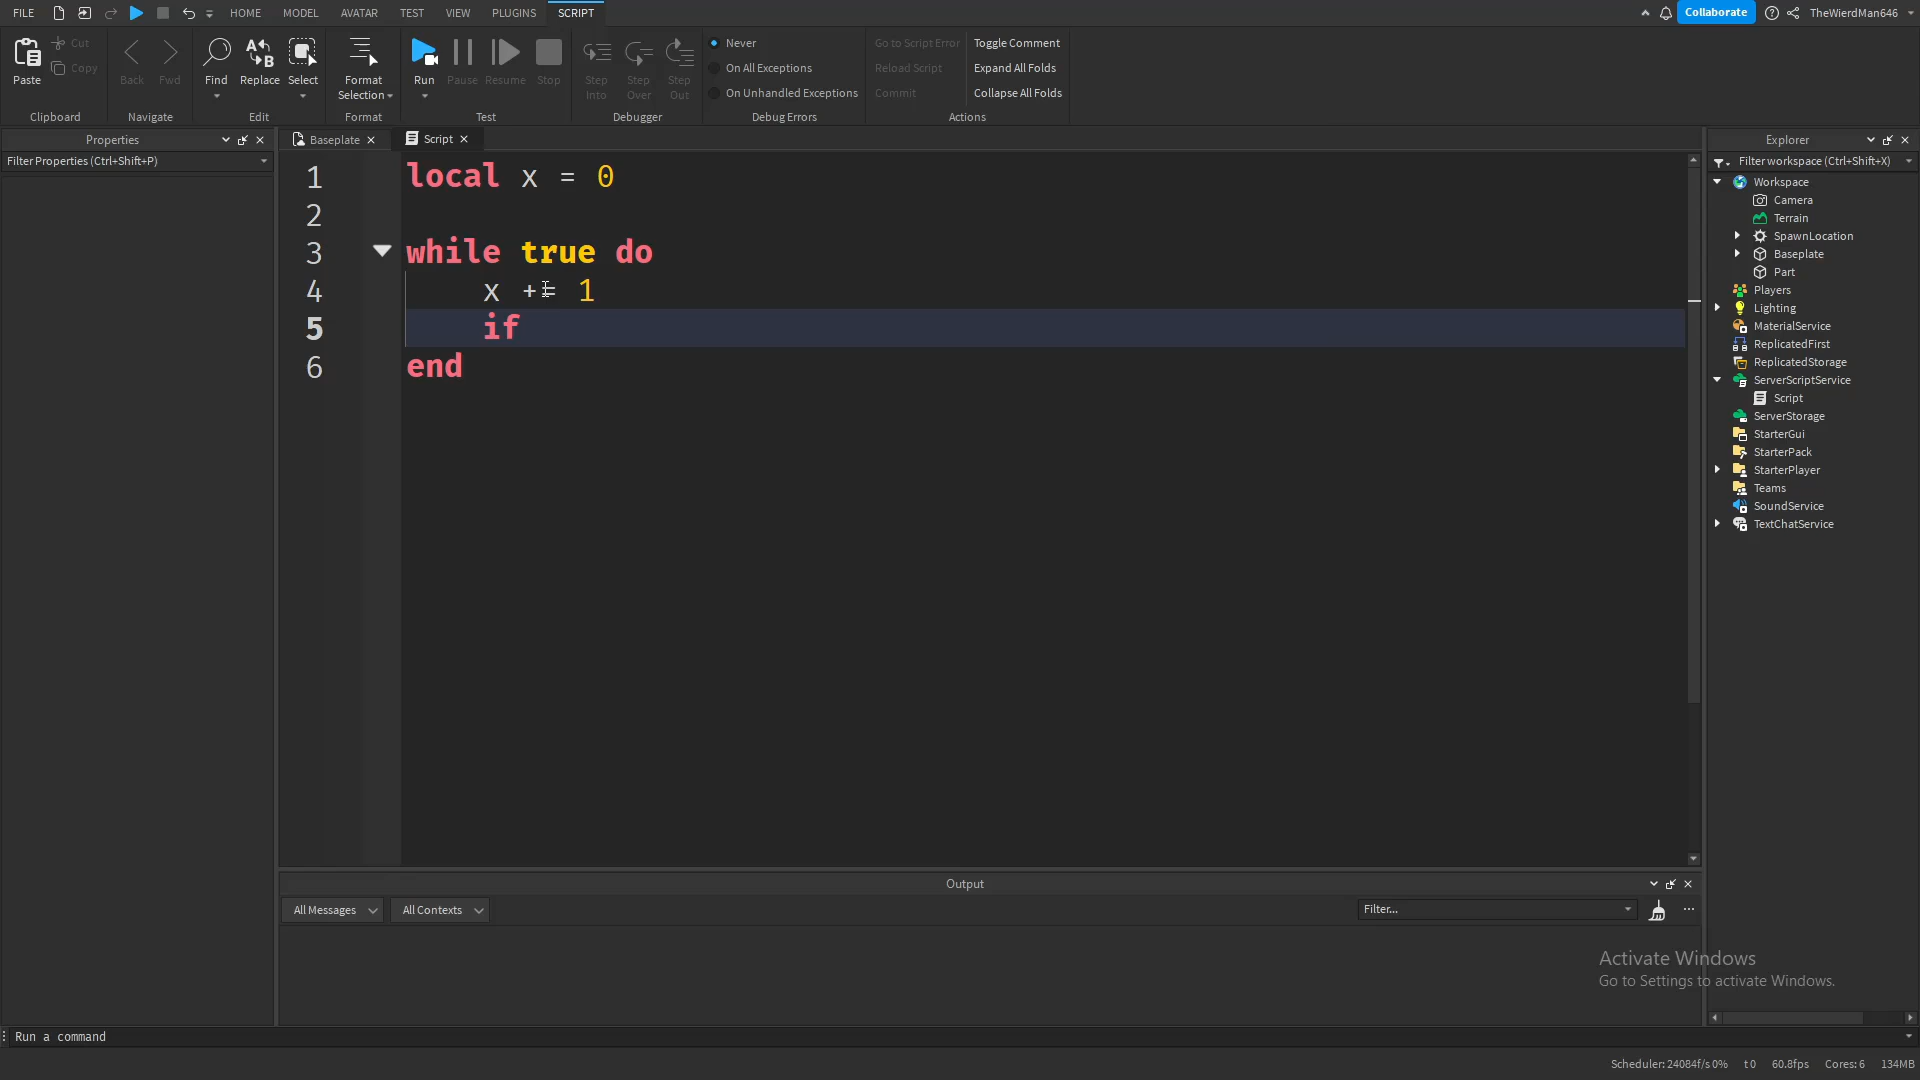 FILE HOME MODEL AVATAR TEST VIEW PLUGINS SCRIPT Collaborate TheWierdMan646
Paste Cut Copy Back Fwd Find Replace Select Format Selection Run Pause Resume Stop Step Into Step Over Step Out
Never
On All Exceptions
On Unhandled Exceptions
Go to Script Error
Reload Script
Commit
Toggle Comment
Expand All Folds
Collapse All Folds
Clipboard Navigate Edit Format Test Debugger Debug Errors Actions
Properties
Filter Properties (Ctrl+Shift+P)
Baseplate Script
1 local x = 0
2
3 while true do
4 x += 1
5 if
6 end
Explorer
Filter workspace (Ctrl+Shift+X)
Workspace
Camera
Terrain
SpawnLocation
Baseplate
Part
Players
Lighting
MaterialService
ReplicatedFirst
ReplicatedStorage
ServerScriptService
Script
ServerStorage
StarterGui
StarterPack
StarterPlayer
Teams
SoundService
TextChatService
Output
All Messages All Contexts Filter...
Activate Windows
Go to Settings to activate Windows.
Run a command
Scheduler: 24084f/s 0% t 0 60.8fps Cores: 6 134MB